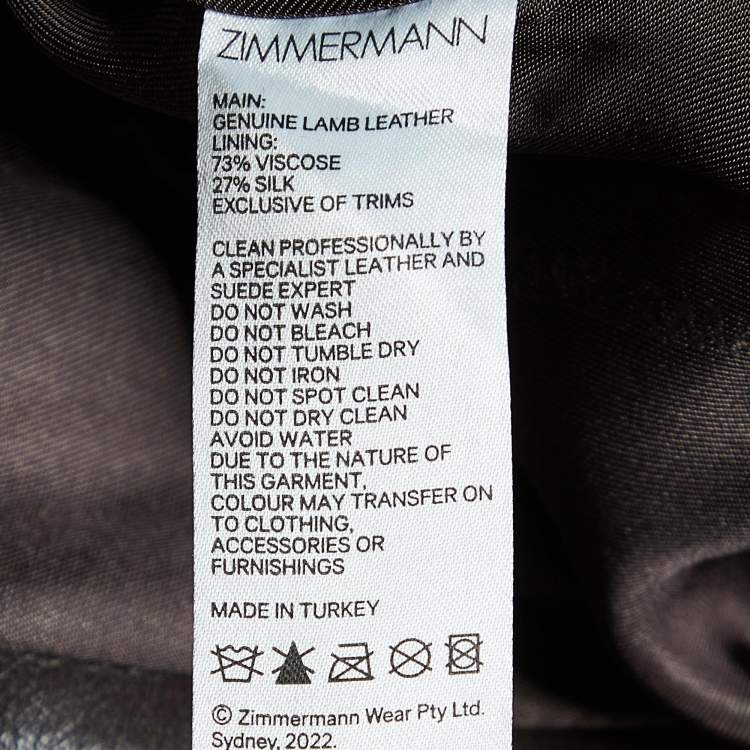 ZIMMERMANN
MAIN:
GENUINE LAMB LEATHER
LINING:
73% VISCOSE
27% SILK
EXCLUSIVE OF TRIMS
CLEAN PROFESSIONALLY BY
A SPECIALIST LEATHER AND
SUEDE EXPERT
DO NOT WASH
DO NOT BLEACH
DO NOT TUMBLE DRY
DO NOT IRON
DO NOT SPOT CLEAN
DO NOT DRY CLEAN
AVOID WATER
DUE TO THE NATURE OF
THIS GARMENT,
COLOUR MAY TRANSFER ON
TO CLOTHING,
ACCESSORIES OR
FURNISHINGS
MADE IN TURKEY
© Zimmermann Wear Pty Ltd.
Sydney, 2022.